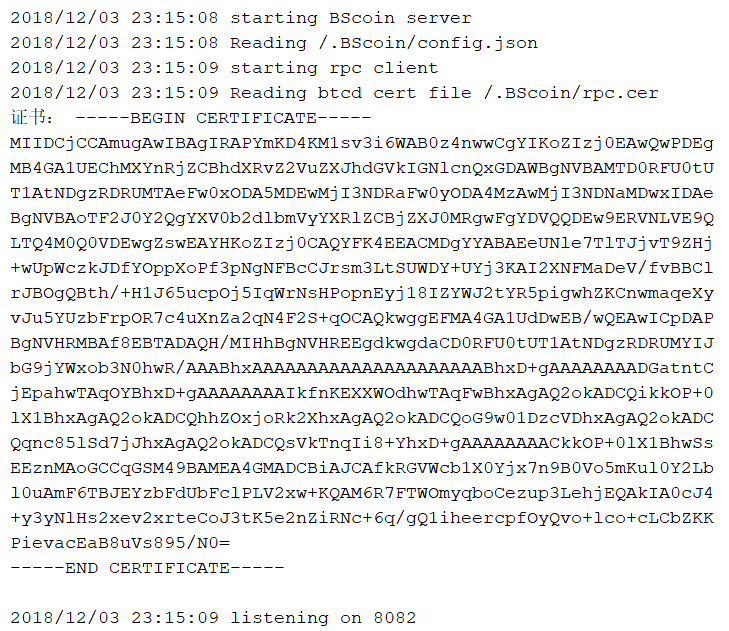 2018/12/03 23:15:08 starting BScoin server
2018/12/03 23:15:08 Reading /.BScoin/config.json
2018/12/03 23:15:09 starting rpc client
2018/12/03 23:15:09 Reading btcd cert file /.BScoin/rpc.cer
证书： -----BEGIN CERTIFICATE-----
MIIDCjCCAmugAwIBAgIRAPYmKD4KM1sv3i6WAB0z4nwwCgYIKoZIzj0EAwQwPDEg
MB4GA1UEChMXYnRjZCBhdXRvZ2VuZXJhdGVkIGNlcnQxGDAWBgNVBAMTD0RFU0tU
T1AtNDgzRDRUMTAeFw0xODA5MDEwMjI3NDRaFw0yODA4MzAwMjI3NDNaMDwxIDAe
BgNVBAoTF2J0Y2QgYXV0b2dlbmVyYXRlZCBjZXJ0MRgwFgYDVQQDEw9ERVNLVE9Q
LTQ4M0Q0VDEwgZswEAYHKoZIzj0CAQYFK4EEACMDgYYABAEeUNle7TlTJjvT9ZHj
+wUpWczkJDfYOppXoPf3pNgNFBcCJrsm3LtSUWDY+UYj3KAI2XNFMaDeV/fvBBCl
rJBOgQBth/+H1J65ucpOj5IqWrNsHPopnEyj18IZYWJ2tYR5pigwhZKCnwmaqeXy
vJu5YUzbFrpOR7c4uXnZa2qN4F2S+qOCAQkwggEFMA4GA1UdDwEB/wQEAwICpDAP
BgNVHRMBAf8EBTADAQH/MIHhBgNVHREEgdkwgdaCD0RFU0tUT1AtNDgzRDRUMYIJ
bG9jYWxob3N0hwR/AAABhxAAAAAAAAAAAAAAAAAAAAABhxD+gAAAAAAAADGatntC
jEpahwTAqOYBhxD+gAAAAAAAAIkfnKEXXWOdhwTAqFwBhxAgAQ2okADCQikkOP+0
lX1BhxAgAQ2okADCQhhZOxjoRk2XhxAgAQ2okADCQoG9w01DzcVDhxAgAQ2okADC
Qqnc85lSd7jJhxAgAQ2okADCQsVkTnqIi8+YhxD+gAAAAAAAACkkOP+0lX1BhwSs
EEznMAoGCCqGSM49BAMEA4GMADCBiAJCAfkRGVWcb1X0Yjx7n9B0Vo5mKul0Y2Lb
l0uAmF6TBJEYzbFdUbFclPLV2xw+KQAM6R7FTWOmyqboCezup3LehjEQAkIA0cJ4
+y3yNlHs2xev2xrteCoJ3tK5e2nZiRNc+6q/gQ1iheercpfOyQvo+lco+cLCbZKK
PievacEaB8uVs895/N0=
-----END CERTIFICATE-----
2018/12/03 23:15:09 listening on 8082